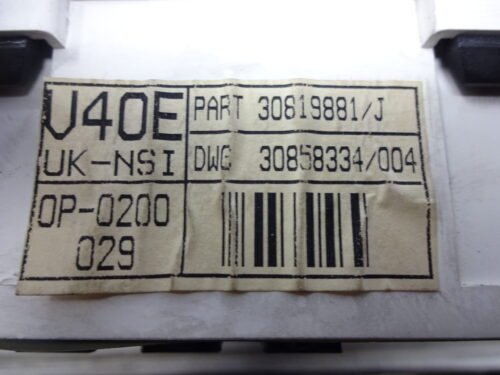 V40E
UK-NSI
OP-0200
029
PART 30819881/J
DWG 30858334/004